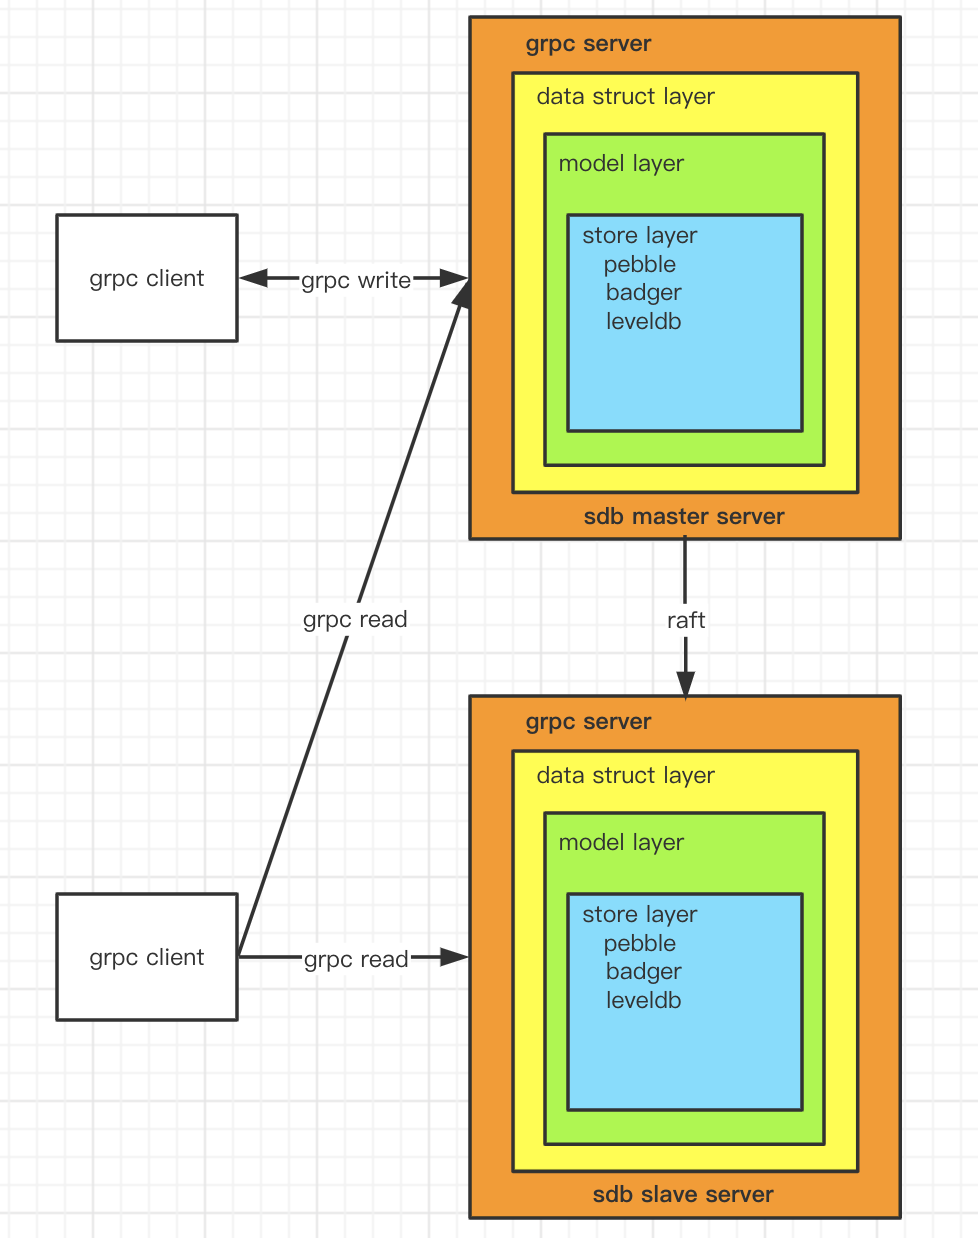 grpc server
data struct layer
model layer
store layer
pebble
badger
leveldb
sdb master server
grpc client
grpc write
grpc read
raft
grpc server
data struct layer
model layer
store layer
pebble
badger
leveldb
sdb slave server
grpc client
grpc read